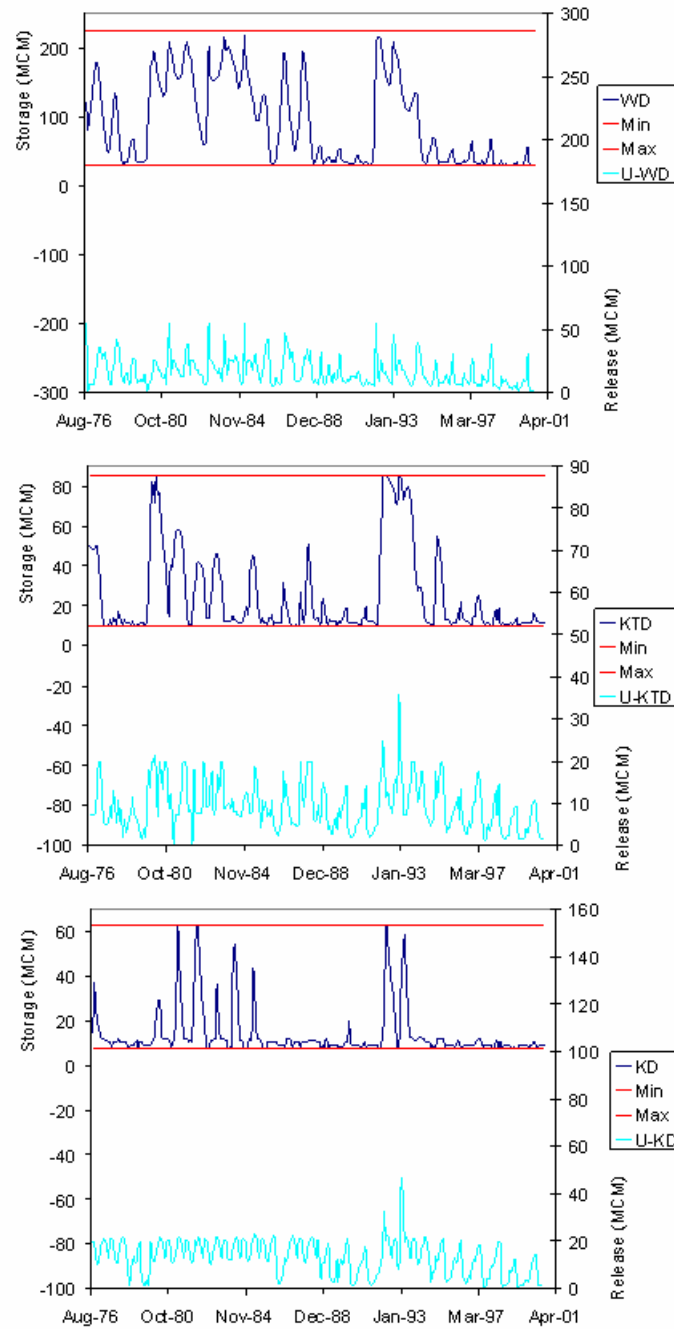 Storage (MCM)
200
100
0
-100
-200
-300
300
250
200
150
100
50
0
Release (MCM)
Aug-76 Oct-80 Nov-84 Dec-88 Jan-93 Mar-97 Apr-01
WD
Min
Max
U-WD
Storage (MCM)
80
60
40
20
0
-20
-40
-60
-80
-100
90
80
70
60
50
40
30
20
10
0
Release (MCM)
Aug-76 Oct-80 Nov-84 Dec-88 Jan-93 Mar-97 Apr-01
KTD
Min
Max
U-KTD
Storage (MCM)
60
40
20
0
-20
-40
-60
-80
-100
160
140
120
100
80
60
40
20
0
Release (MCM)
Aug-76 Oct-80 Nov-84 Dec-88 Jan-93 Mar-97 Apr-01
KD
Min
Max
U-KD